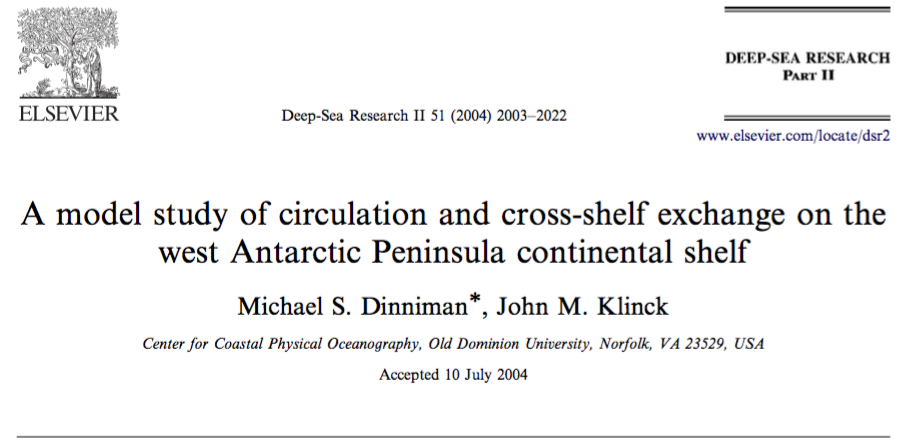 ELSEVIER
Deep-Sea Research II 51 (2004) 2003–2022
DEEP-SEA RESEARCH
PART II
www.elsevier.com/locate/dsr2
A model study of circulation and cross-shelf exchange on the
west Antarctic Peninsula continental shelf
Michael S. Dinniman*, John M. Klinck
Center for Coastal Physical Oceanography, Old Dominion University, Norfolk, VA 23529, USA
Accepted 10 July 2004